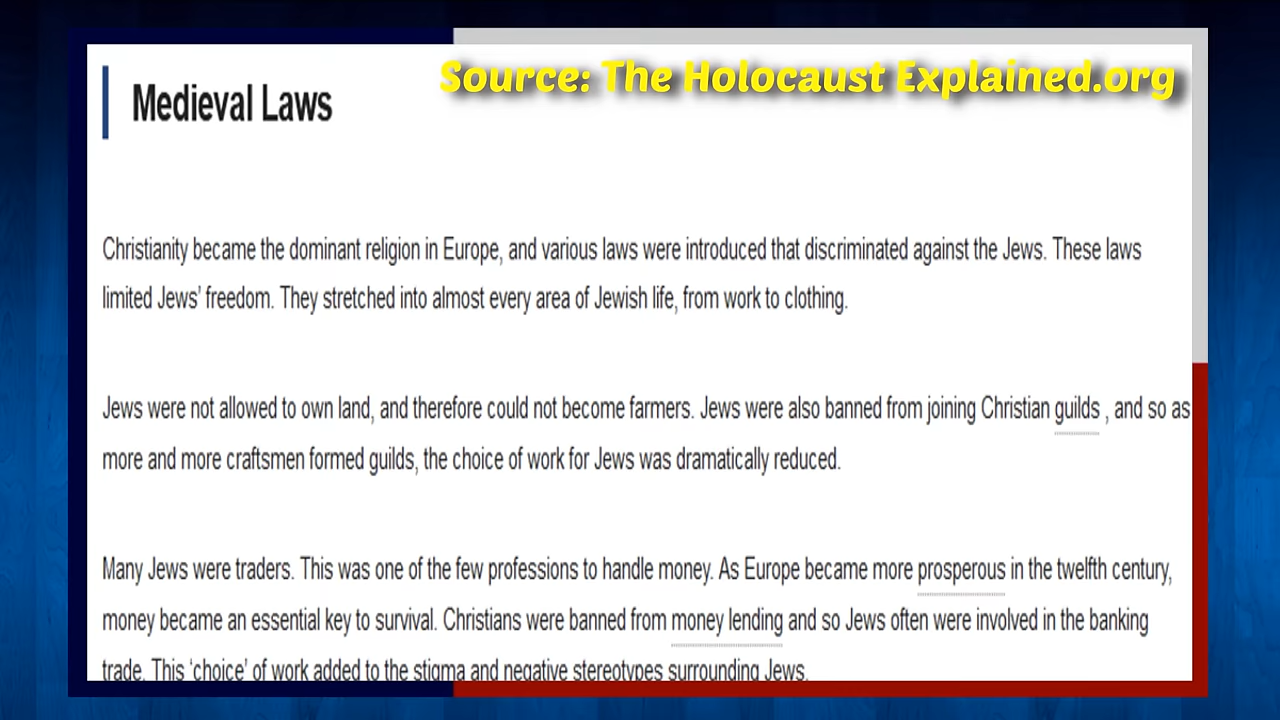 Source: The Holocaust Explained.org
Medieval Laws
Christianity became the dominant religion in Europe, and various laws were introduced that discriminated against the Jews. These laws
limited Jews’ freedom. They stretched into almost every area of Jewish life, from work to clothing.
Jews were not allowed to own land, and therefore could not become farmers. Jews were also banned from joining Christian guilds , and so as
more and more craftsmen formed guilds, the choice of work for Jews was dramatically reduced.
Many Jews were traders. This was one of the few professions to handle money. As Europe became more prosperous in the twelfth century,
money became an essential key to survival. Christians were banned from money lending and so Jews often were involved in the banking
trade. This ‘choice’ of work added to the stigma and negative stereotypes surrounding Jews.